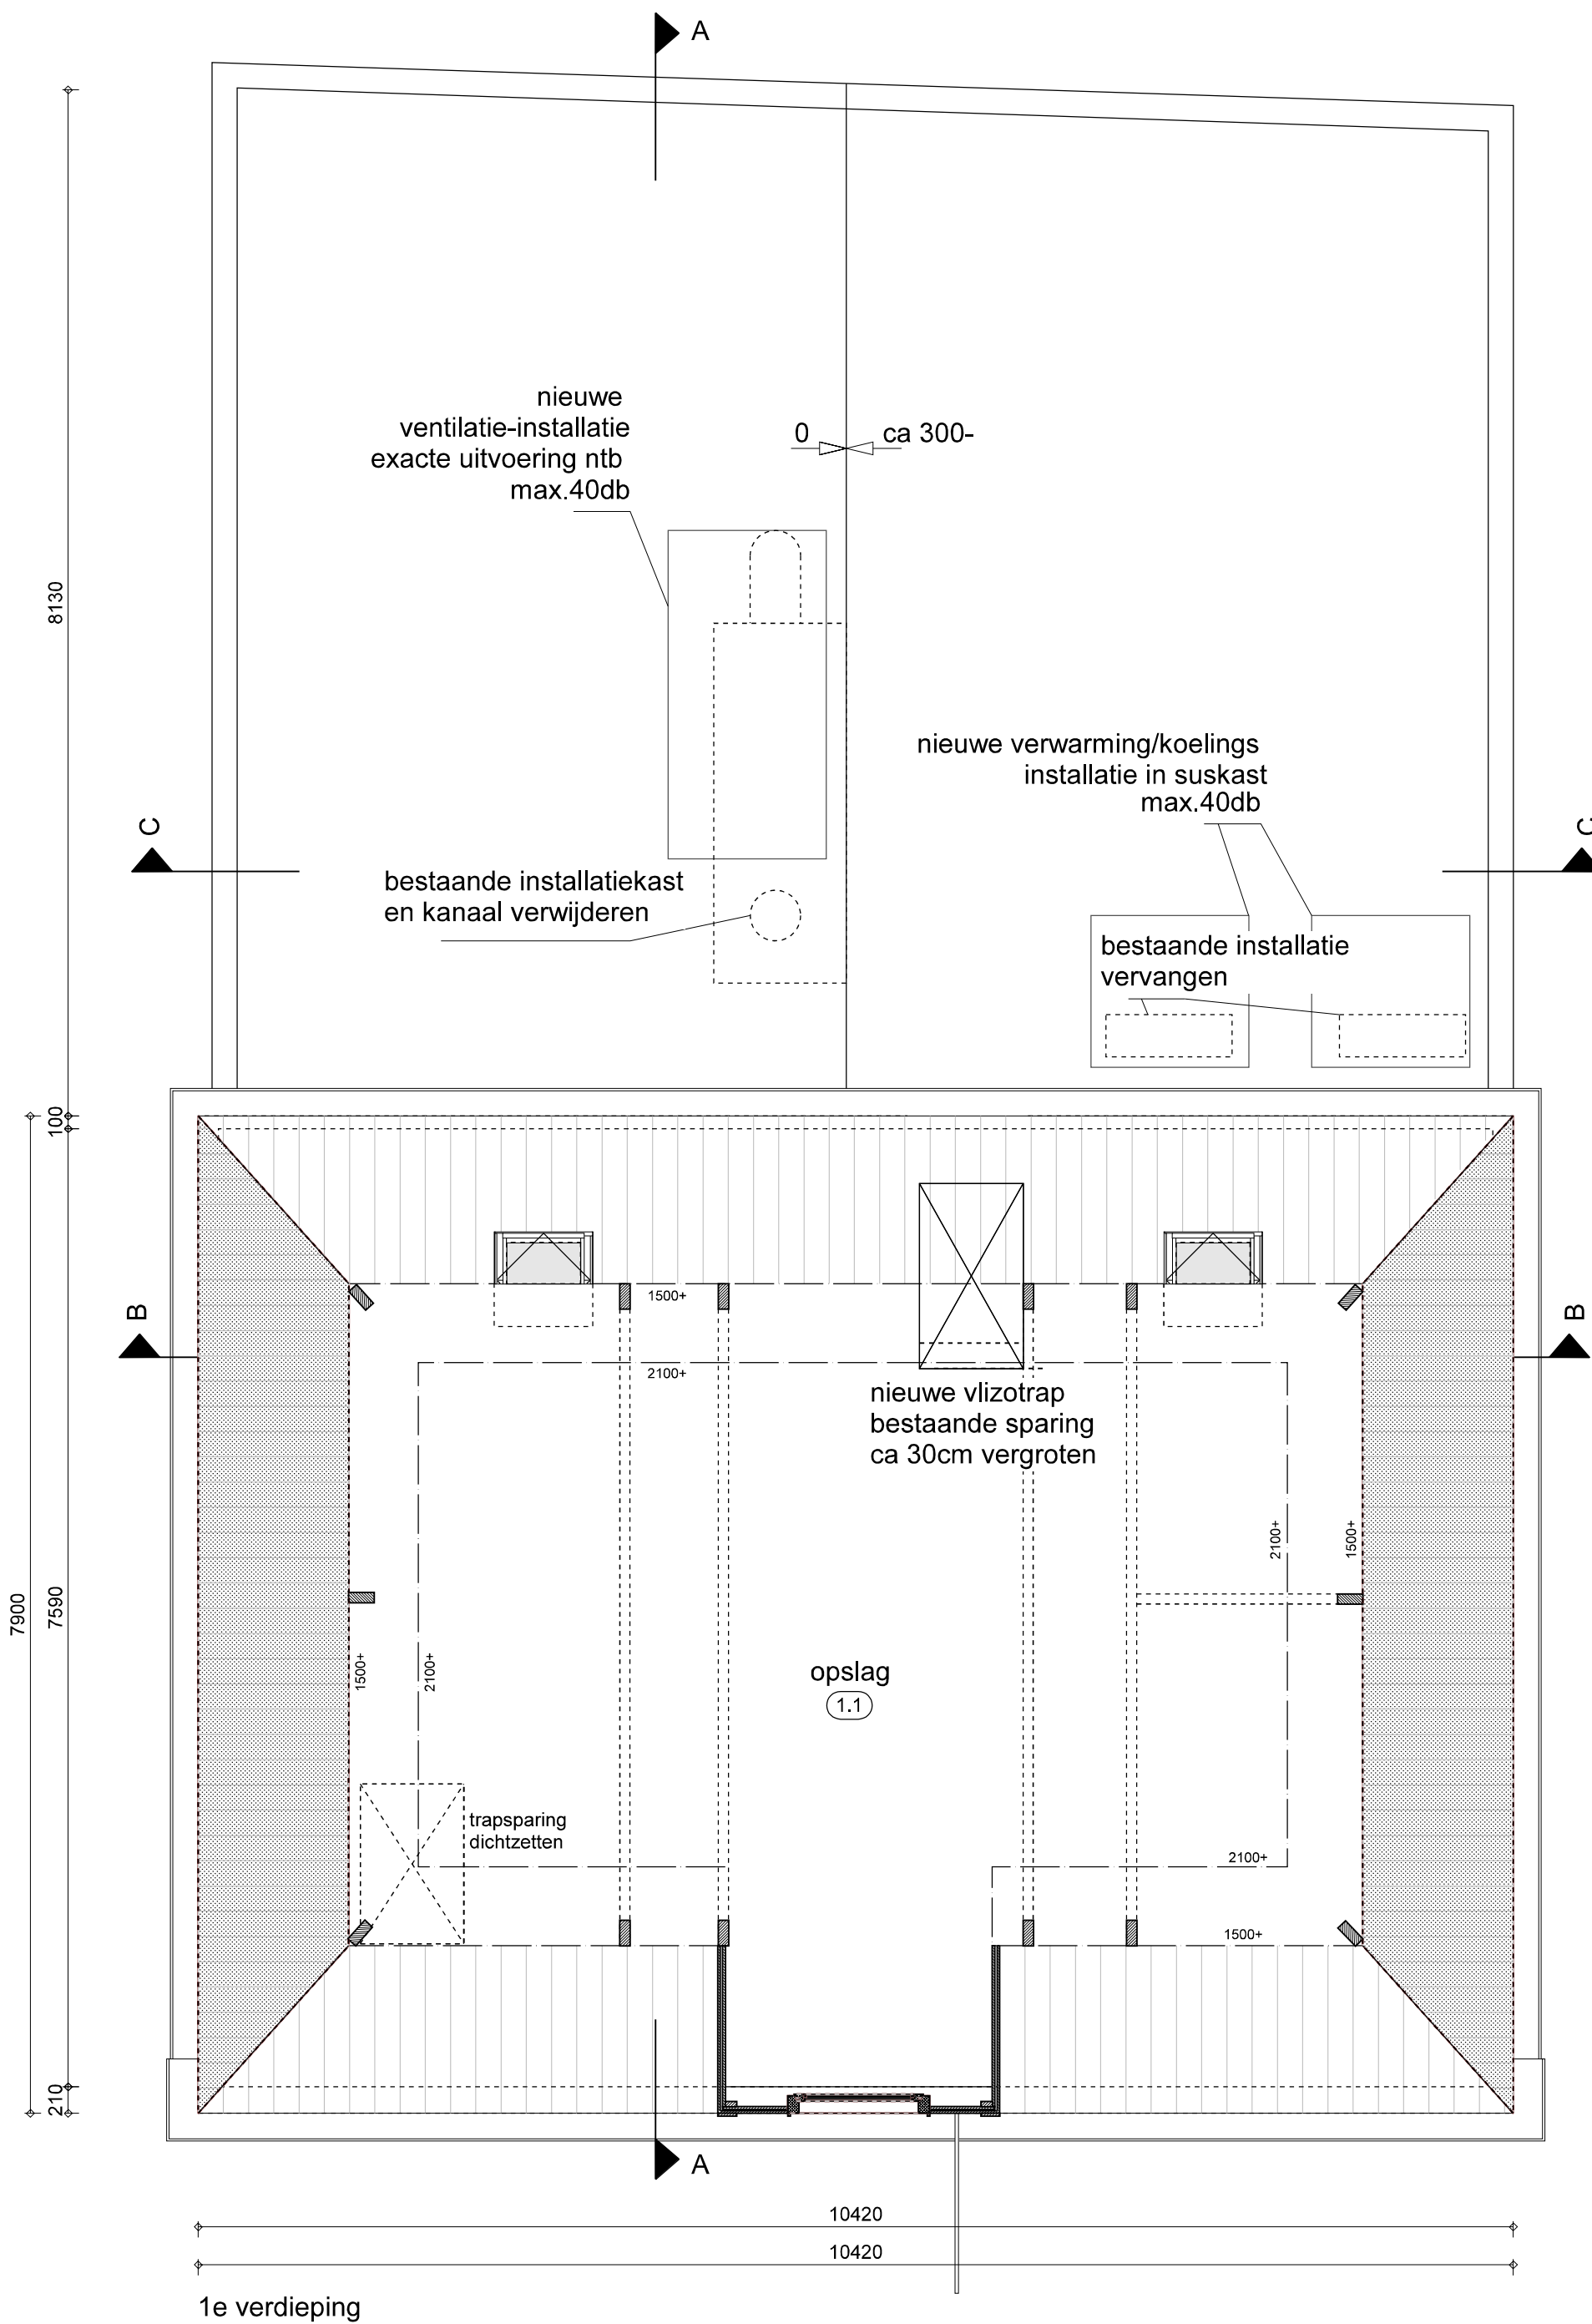 A
nieuwe
ventilatie-installatie
exacte uitvoering ntb
max.40db
0
ca 300-
8130
nieuwe verwarming/koelings
installatie in suskast
max.40db
C
C
bestaande installatiekast
en kanaal verwijderen
bestaande installatie
vervangen
100
1500+
B
B
2100+
nieuwe vlizotrap
bestaande sparing
ca 30cm vergroten
2100+
1500+
7900
7590
1500+
2100+
opslag
1.1
trapsparing
dichtzetten
2100+
1500+
210
A
10420
10420
1e verdieping